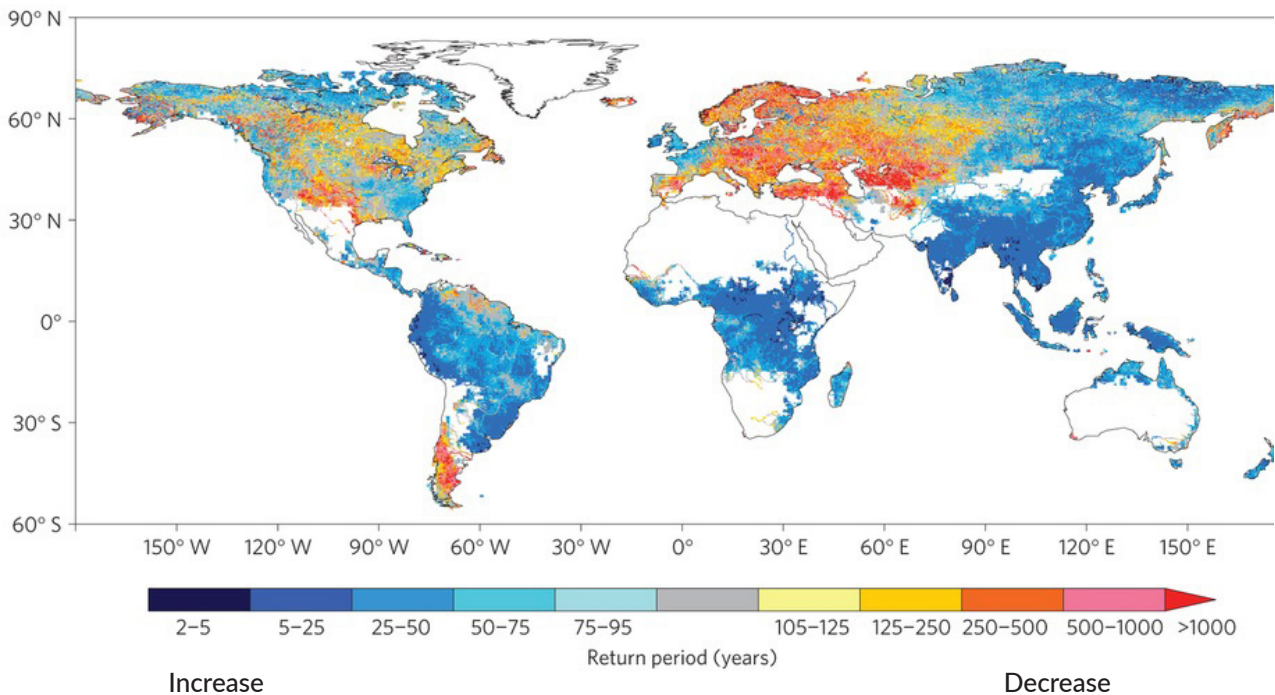 90° N
60° N
30° N
0°
30° S
60° S
150° W 120° W 90° W 60° W 30° W 0° 30° E 60° E 90° E 120° E 150° E
2–5 5–25 25–50 50–75 75–95 105–125 125–250 250–500 500–1000 >1000
Return period (years)
Increase Decrease